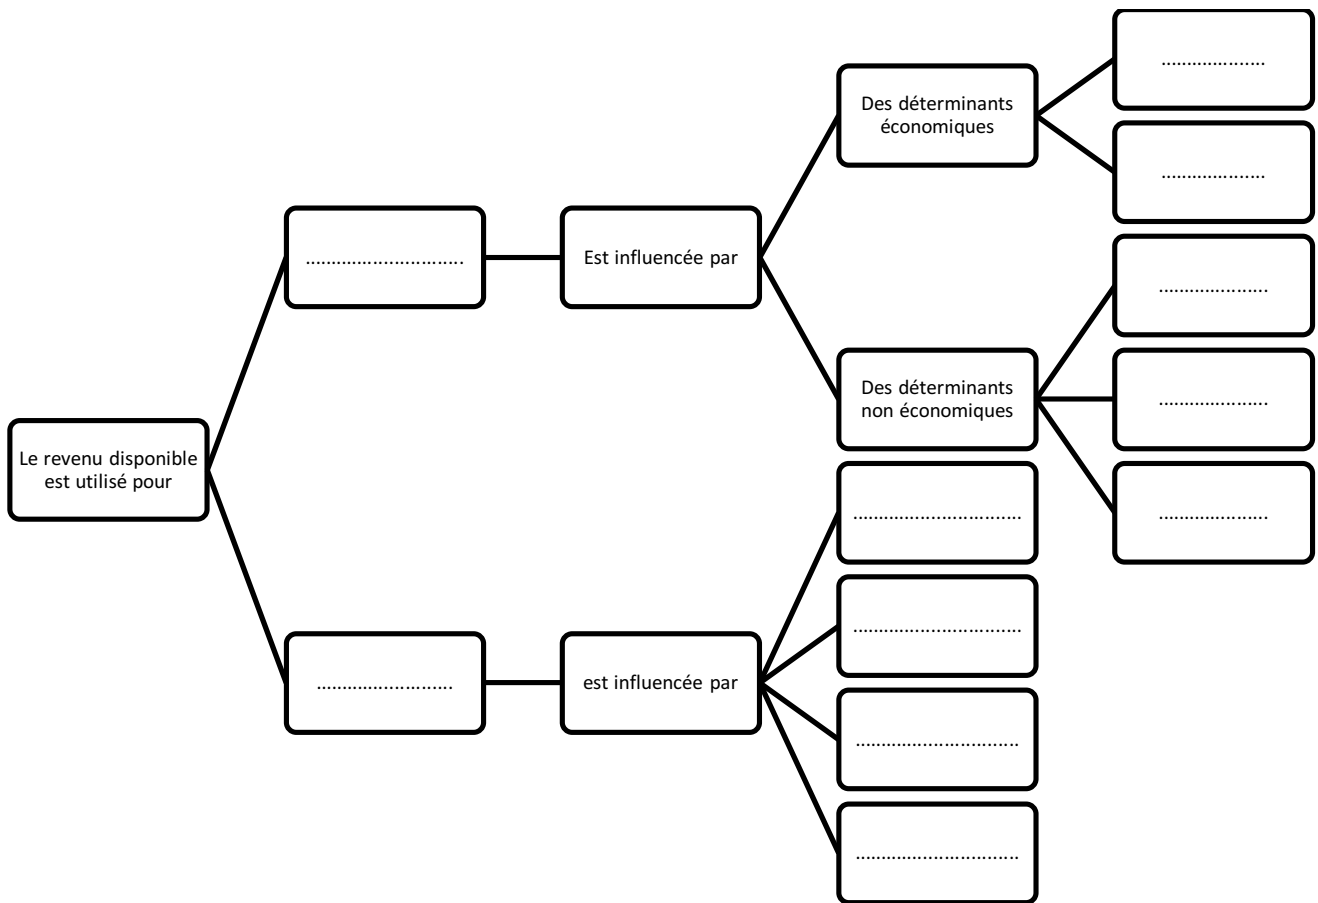 Le revenu disponible
est utilisé pour
..............................
Est influencée par
Des déterminants
économiques
....................
....................
Des déterminants
non économiques
.....................
.....................
.....................
..........................
est influencée par
................................
................................
...............................
...............................